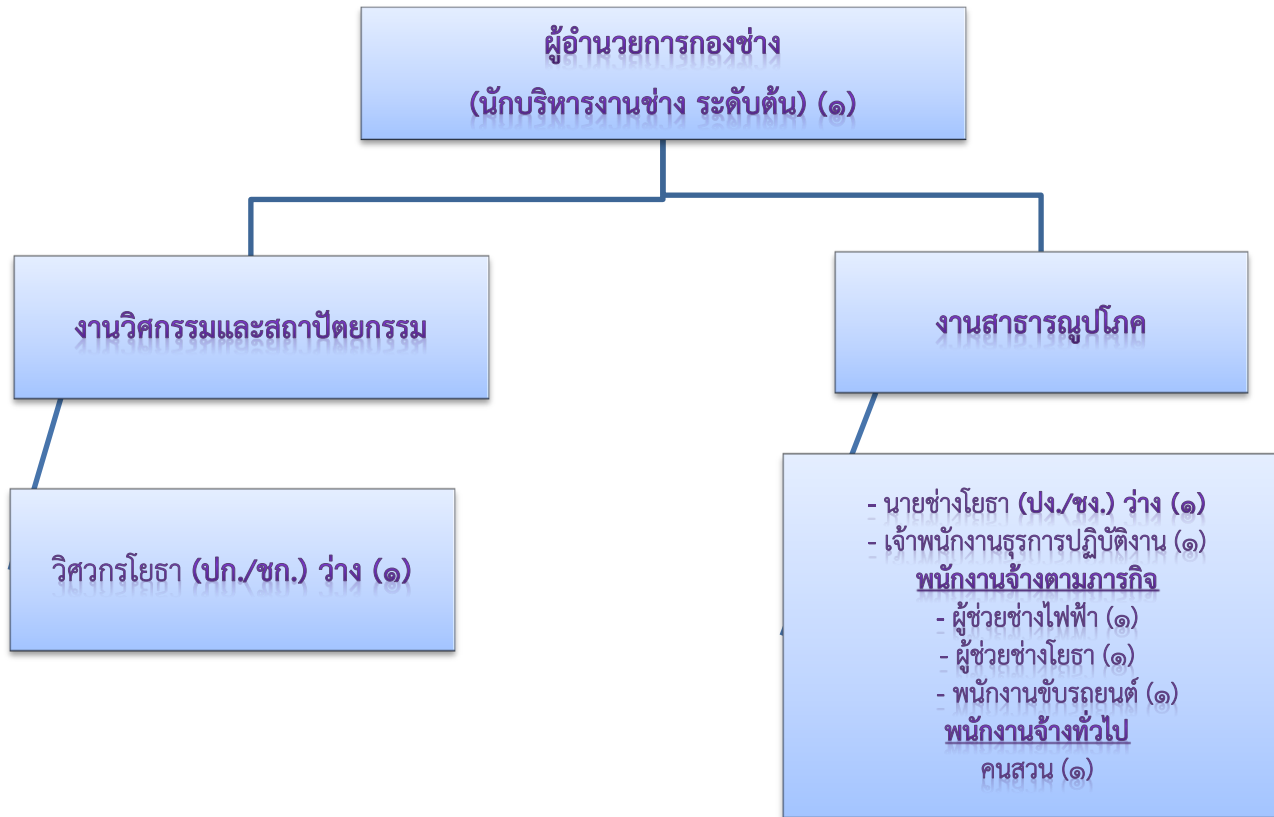 ผู้อำนวยการกองช่าง
(นักบริหารงานช่าง ระดับต้น) (๑)
งานวิศกรรมและสถาปัตยกรรม
งานสาธารณูปโภค
วิศวกรโยธา (ปก./ชก.) ว่าง (๑)
- นายช่างโยธา (ปง./ชง.) ว่าง (๑)
- เจ้าพนักงานธุรการปฏิบัติงาน (๑)
พนักงานจ้างตามภารกิจ
- ผู้ช่วยช่างไฟฟ้า (๑)
- ผู้ช่วยช่างโยธา (๑)
- พนักงานขับรถยนต์ (๑)
พนักงานจ้างทั่วไป
คนสวน (๑)